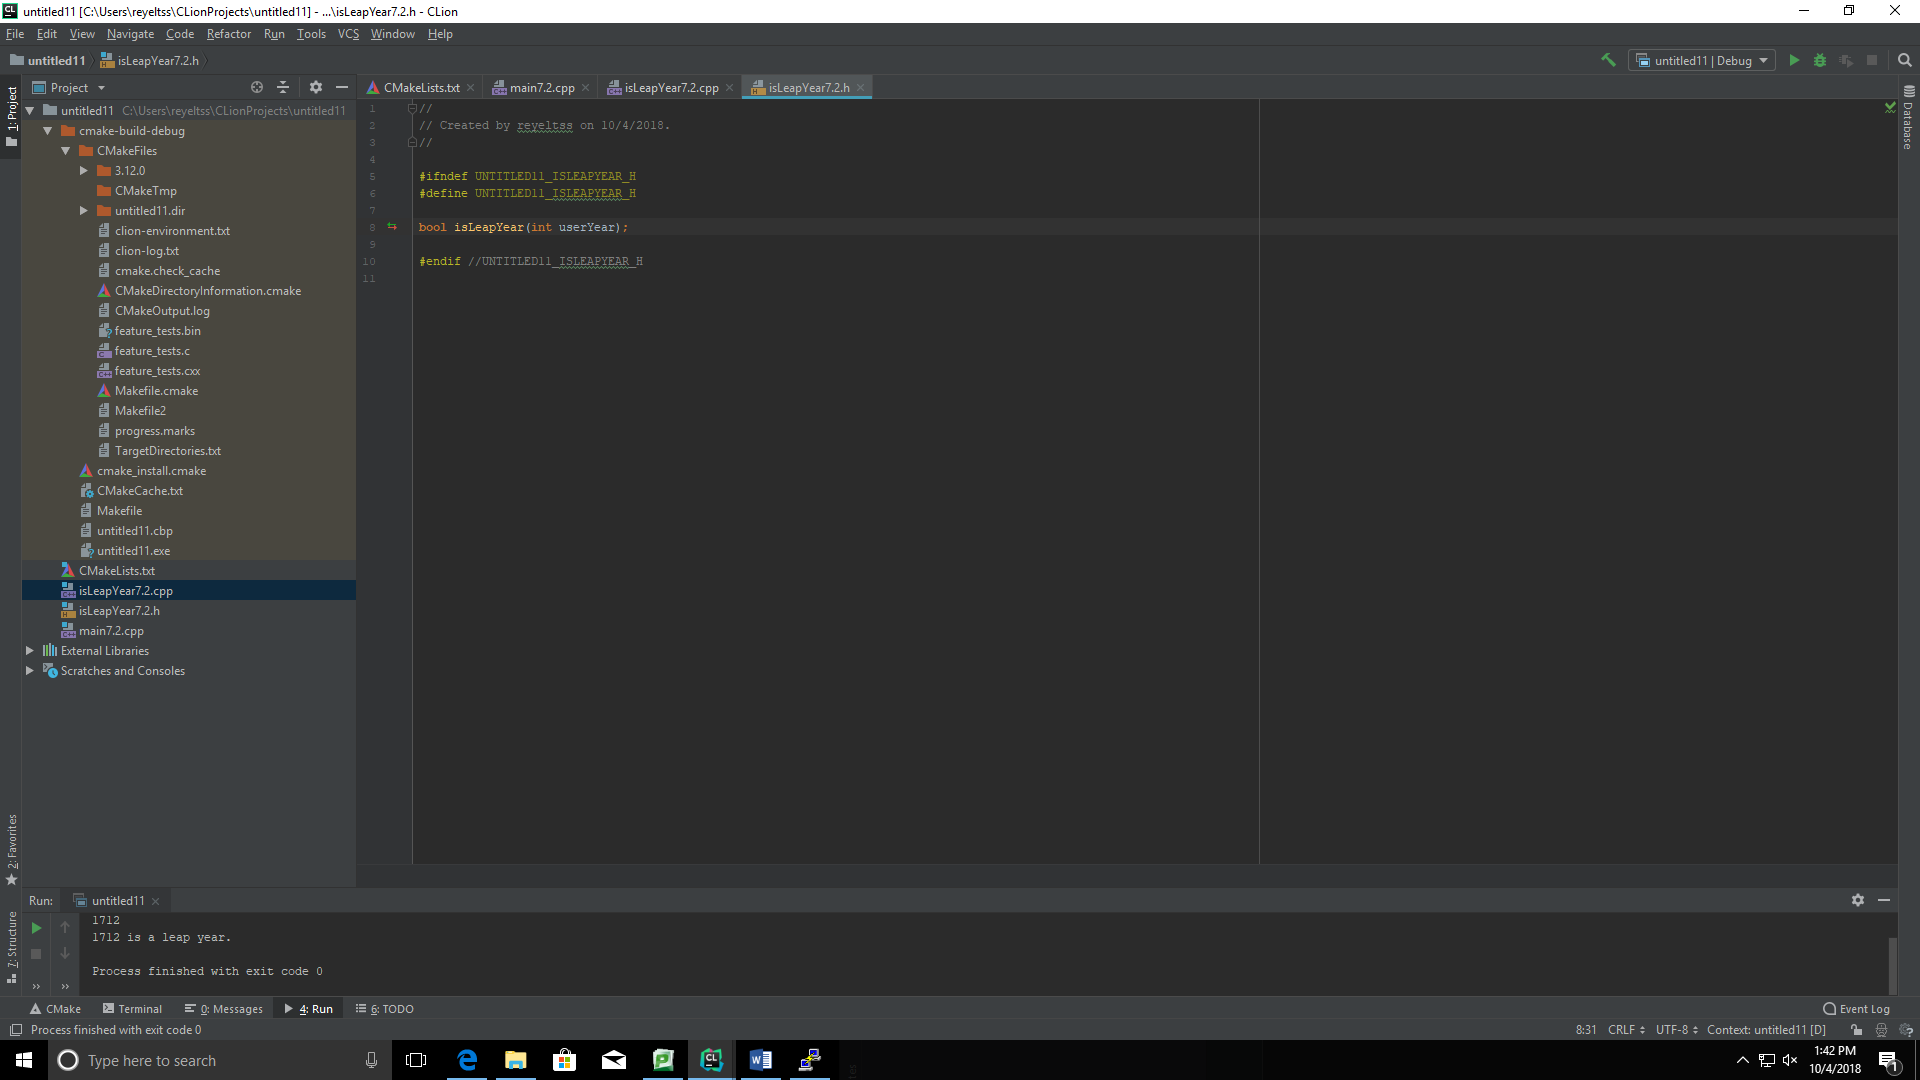 untitled11 [C:\Users\reyeltss\CLionProjects\untitled11] - ...\isLeapYear7.2.h - CLion
File Edit View Navigate Code Refactor Run Tools VCS Window Help
untitled11 isLeapYear7.2.h
untitled11 | Debug
Project
CMakeLists.txt main7.2.cpp isLeapYear7.2.cpp isLeapYear7.2.h
1: Project
untitled11 C:\Users\reyeltss\CLionProjects\untitled11
cmake-build-debug
CMakeFiles
3.12.0
CMakeTmp
untitled11.dir
clion-environment.txt
clion-log.txt
cmake.check_cache
CMakeDirectoryInformation.cmake
CMakeOutput.log
feature_tests.bin
feature_tests.c
feature_tests.cxx
Makefile.cmake
Makefile2
progress.marks
TargetDirectories.txt
cmake_install.cmake
CMakeCache.txt
Makefile
untitled11.cbp
untitled11.exe
CMakeLists.txt
isLeapYear7.2.cpp
isLeapYear7.2.h
main7.2.cpp
External Libraries
Scratches and Consoles
1 //
2 // Created by reyeltss on 10/4/2018.
3 //
4
5 #ifndef UNTITLED11_ISLEAPYEAR_H
6 #define UNTITLED11_ISLEAPYEAR_H
7
8 bool isLeapYear(int userYear);
9
10 #endif //UNTITLED11_ISLEAPYEAR_H
11
Database
2: Favorites
7: Structure
Run: untitled11
1712
1712 is a leap year.
Process finished with exit code 0
CMake Terminal 0: Messages 4: Run 6: TODO
Event Log
Process finished with exit code 0
8:31 CRLF UTF-8 Context: untitled11 [D]
Type here to search
1:42 PM
10/4/2018
1